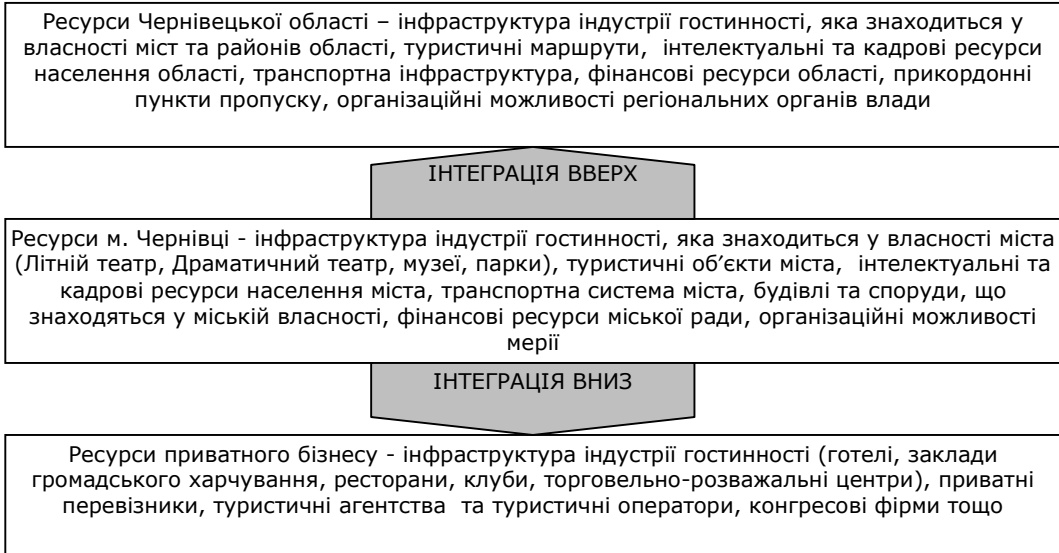 Ресурси Чернівецької області – інфраструктура індустрії гостинності, яка знаходиться у
власності міст та районів області, туристичні маршрути,  інтелектуальні та кадрові ресурси
населення області, транспортна інфраструктура, фінансові ресурси області, прикордонні
пункти пропуску, організаційні можливості регіональних органів влади
ІНТЕГРАЦІЯ ВВЕРХ
Ресурси м. Чернівці - інфраструктура індустрії гостинності, яка знаходиться у власності міста
(Літній театр, Драматичний театр, музеї, парки), туристичні об′єкти міста,  інтелектуальні та
кадрові ресурси населення міста, транспортна система міста, будівлі та споруди, що
знаходяться у міській власності, фінансові ресурси міської ради, організаційні можливості
мерії
ІНТЕГРАЦІЯ ВНИЗ
Ресурси приватного бізнесу - інфраструктура індустрії гостинності (готелі, заклади
громадського харчування, ресторани, клуби, торговельно-розважальні центри), приватні
перевізники, туристичні агентства  та туристичні оператори, конгресові фірми тощо